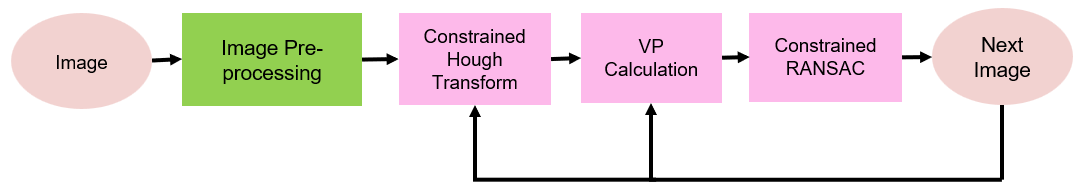 Image
Image Pre-
processing
Constrained
Hough
Transform
VP
Calculation
Constrained
RANSAC
Next
Image